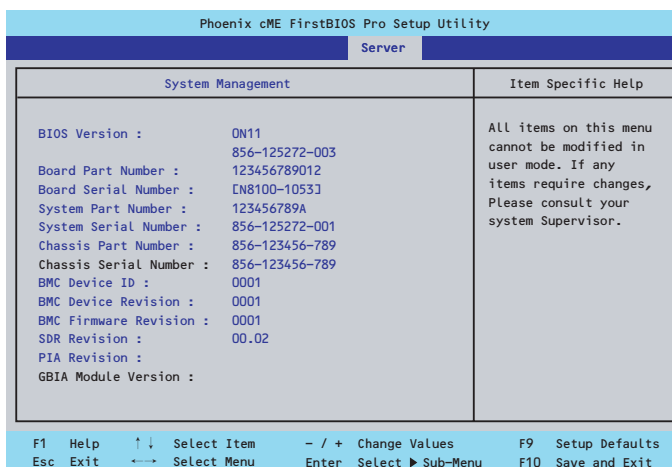 Phoenix cME FirstBIOS Pro Setup Utility
Server
System Management
Item Specific Help
BIOS Version : 0N11
856-125272-003
Board Part Number : 123456789012
Board Serial Number : [N8100-1053]
System Part Number : 123456789A
System Serial Number : 856-125272-001
Chassis Part Number : 856-123456-789
Chassis Serial Number : 856-123456-789
BMC Device ID : 0001
BMC Device Revision : 0001
BMC Firmware Revision : 0001
SDR Revision : 00.02
PIA Revision :
GBIA Module Version :
All items on this menu
cannot be modified in
user mode. If any
items require changes,
Please consult your
system Supervisor.
F1 Help ↑↓ Select Item - / + Change Values F9 Setup Defaults
Esc Exit ←→ Select Menu Enter Select ▶ Sub-Menu F10 Save and Exit